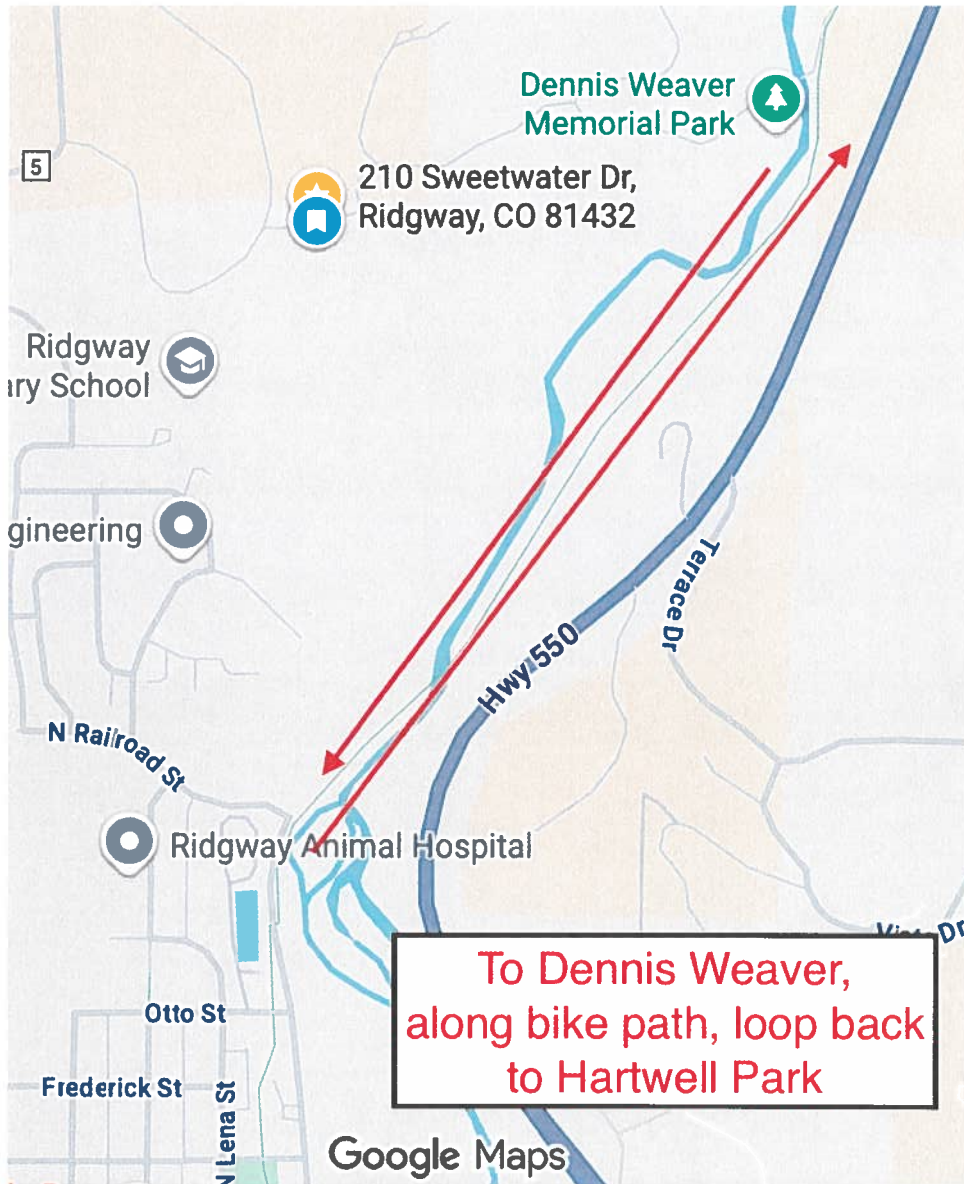 Dennis Weaver
Memorial Park
5
210 Sweetwater Dr,
Ridgway, CO 81432
Ridgway
ary School
gineering
Terrace Dr
Hwy 550
N Railroad St
Ridgway Animal Hospital
Vista Dr
To Dennis Weaver,
along bike path, loop back
to Hartwell Park
Otto St
Frederick St
N Lena St
Google Maps